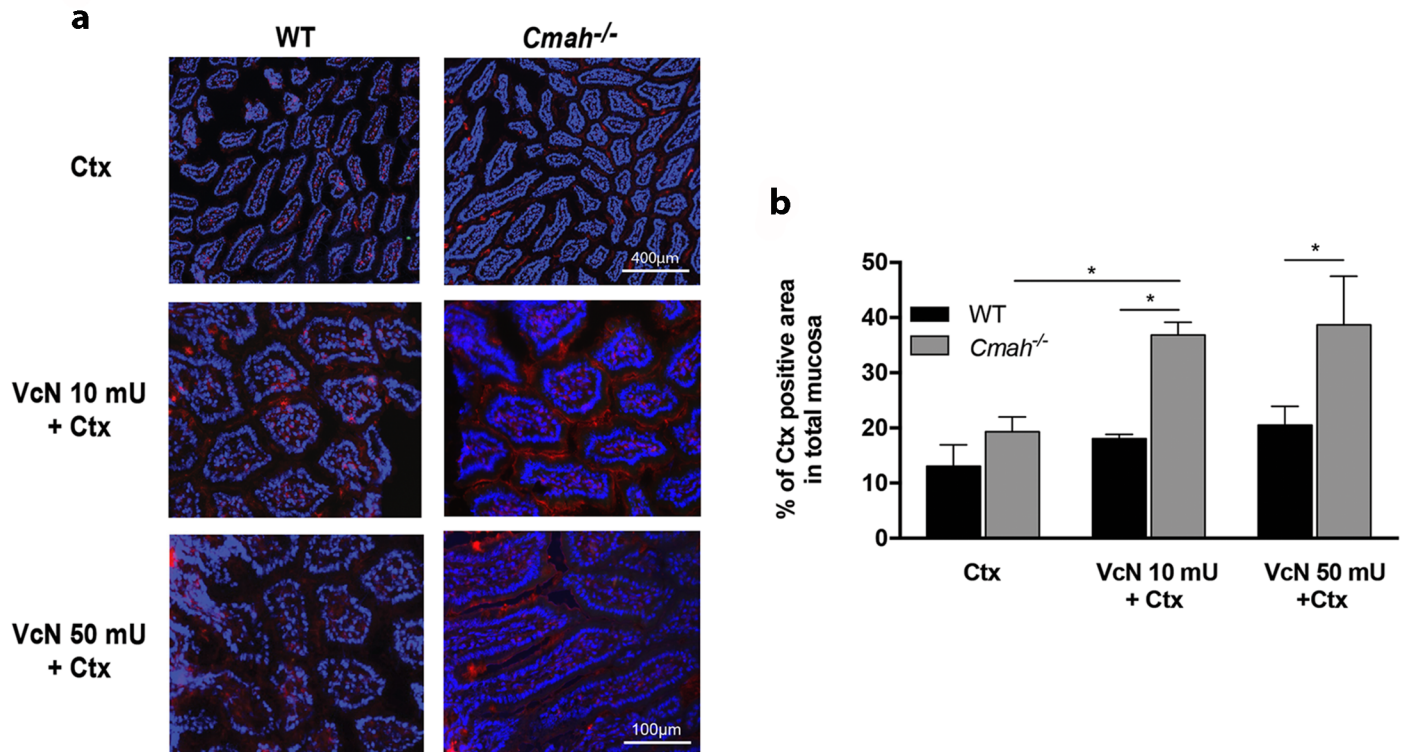 a
WT
Cmah-/-
Ctx
400µm
VcN 10 mU
+ Ctx
VcN 50 mU
+ Ctx
100µm
b
% of Ctx positive area
in total mucosa
50
40
30
20
10
0
*
*
*
WT
Cmah-/-
Ctx
VcN 10 mU
+ Ctx
VcN 50 mU
+Ctx